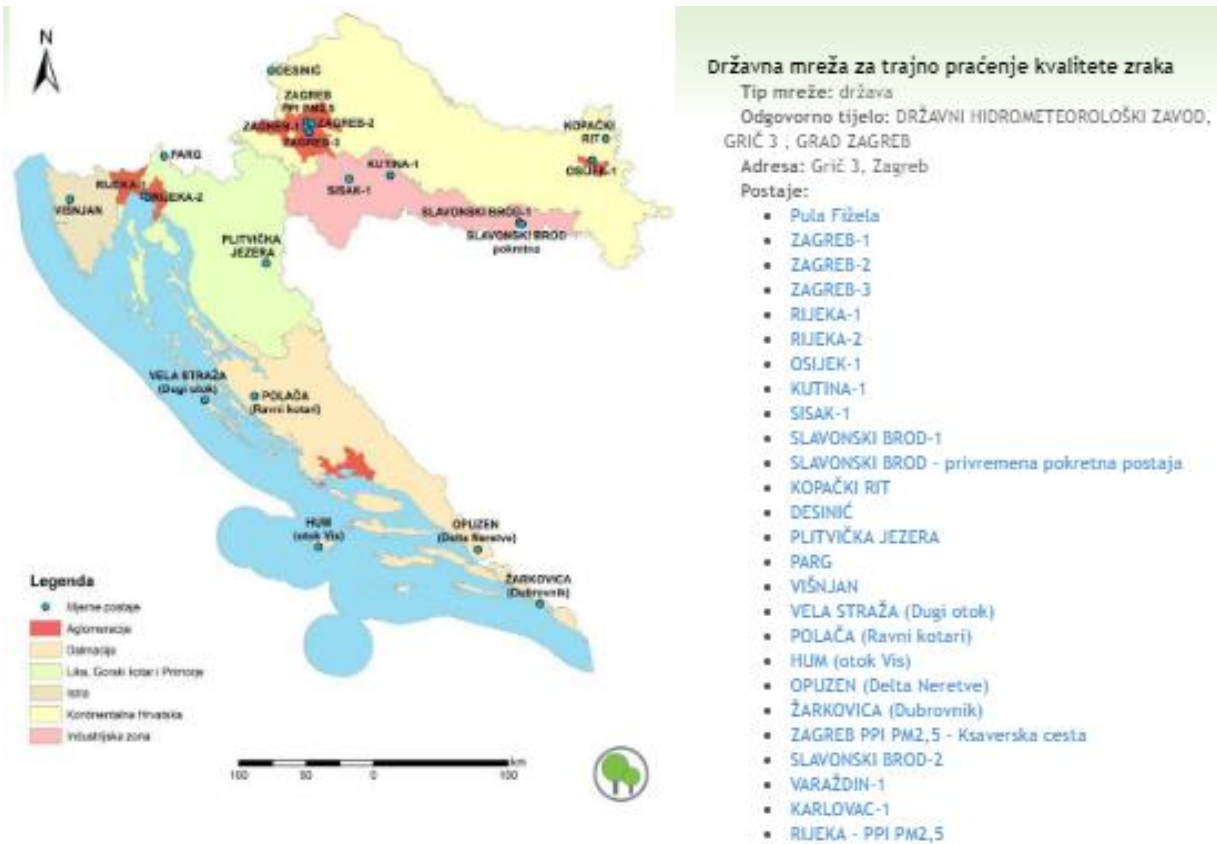 N
DESINIĆ
ZAGREB
PPI PM2,5
ZAGREB-1
ZAGREB-2
ZAGREB-3
KOPAČKI
RIT
OSIJEK-1
PARG
KUTINA-1
SISAK-1
RIJEKA-1
RIJEKA-2
VIŠNJAN
SLAVONSKI BROD-1
SLAVONSKI BROD
pokretna
PLITVIČKA
JEZERA
VELA STRAŽA
(Dugi otok)
POLAČA
(Ravni kotari)
HUM
(otok Vis)
OPUZEN
(Delta Neretve)
ŽARKOVICA
(Dubrovnik)
Legenda
Mjerne postaje
Aglomeracije
Dalmacija
Lika, Gorski kotar i Primorje
Istra
Kontinentalna Hrvatska
Industrijska zona
100 50 0 100 km
Državna mreža za trajno praćenje kvalitete zraka
Tip mreže: država
Odgovorno tijelo: DRŽAVNI HIDROMETEOROLOŠKI ZAVOD,
GRIČ 3 , GRAD ZAGREB
Adresa: Grič 3, Zagreb
Postaje:
Pula Fižela
ZAGREB-1
ZAGREB-2
ZAGREB-3
RIJEKA-1
RIJEKA-2
OSIJEK-1
KUTINA-1
SISAK-1
SLAVONSKI BROD-1
SLAVONSKI BROD - privremena pokretna postaja
KOPAČKI RIT
DESINIĆ
PLITVIČKA JEZERA
PARG
VIŠNJAN
VELA STRAŽA (Dugi otok)
POLAČA (Ravni kotari)
HUM (otok Vis)
OPUZEN (Delta Neretve)
ŽARKOVICA (Dubrovnik)
ZAGREB PPI PM2,5 - Ksaverska cesta
SLAVONSKI BROD-2
VARAŽDIN-1
KARLOVAC-1
RIJEKA - PPI PM2,5